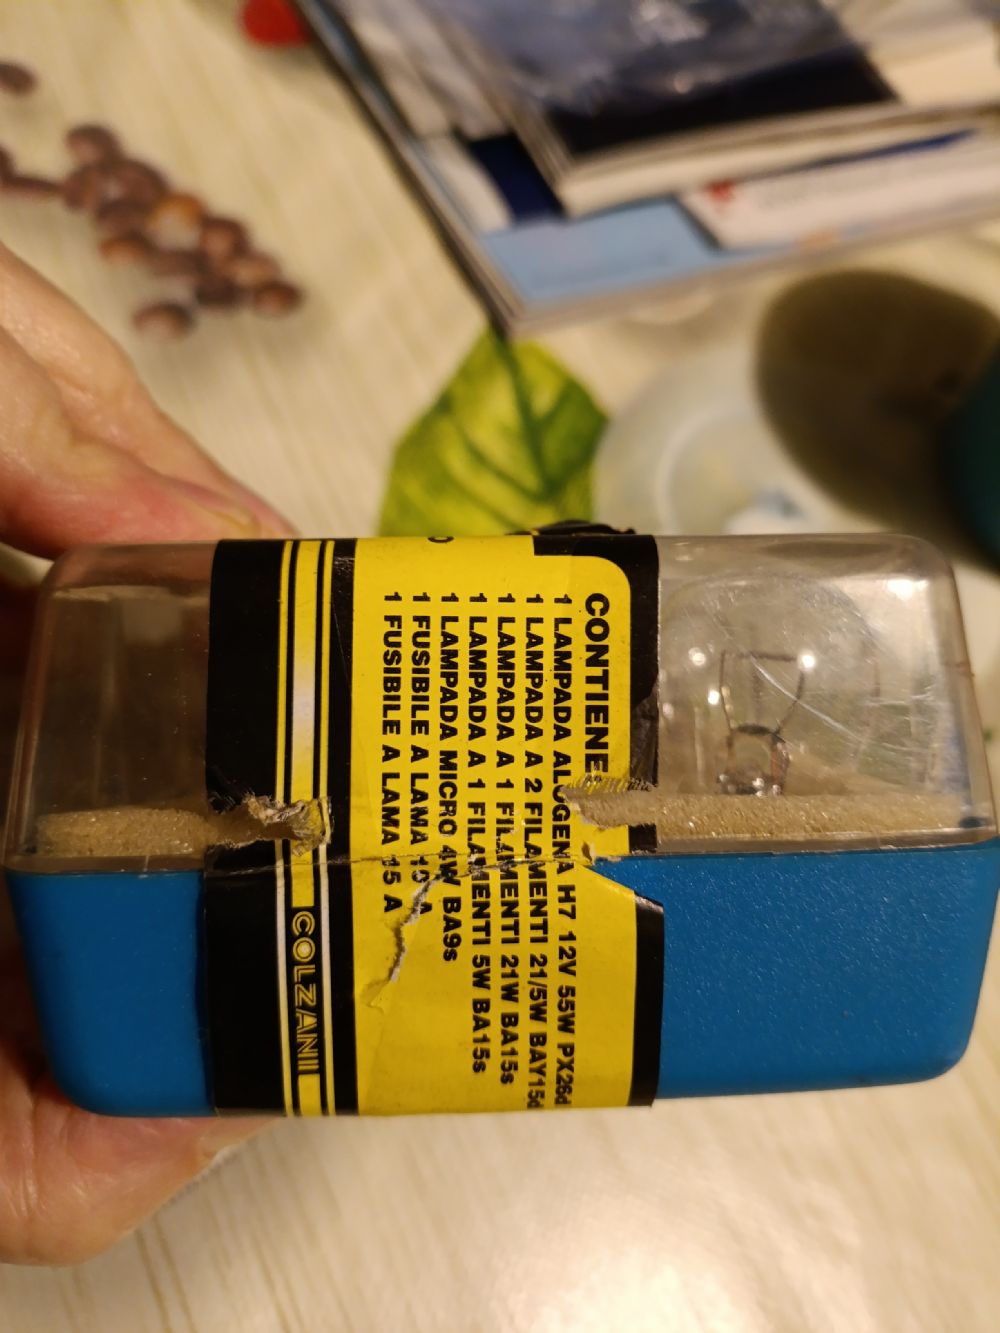 CONTIENE:
1 LAMPADA ALOGENA H7 12V 55W PX26d
1 LAMPADA A 2 FILAMENTI 21/5W BAY15d
1 LAMPADA A 1 FILAMENTI 21W BA15s
1 LAMPADA A 1 FILAMENTI 5W BA15s
1 LAMPADA MICRO 4W BA9s
1 FUSIBILE A LAMA 10 A
1 FUSIBILE A LAMA 15 A
COLZANI